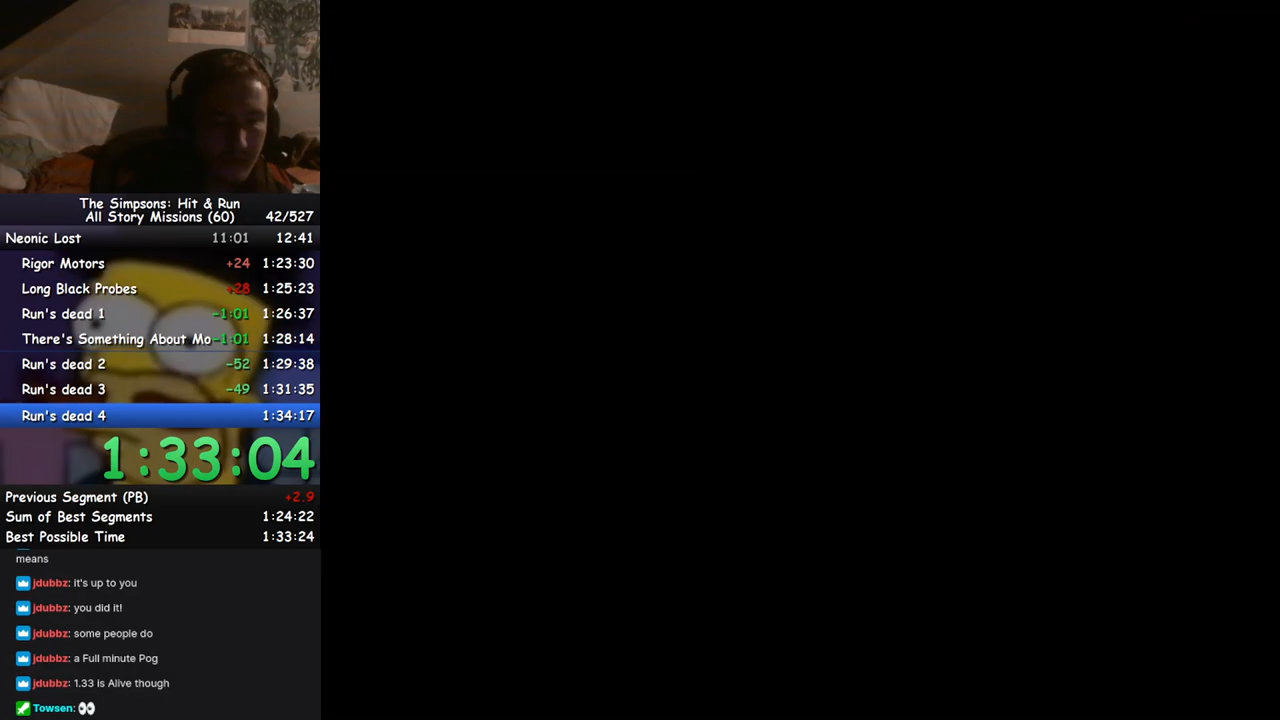 The Simpsons: Hit & Run
All Story Missions (60) 42/527
Neonic Lost 11:01 12:41
Rigor Motors +24 1:23:30
Long Black Probes +28 1:25:23
Run's dead 1 -1:01 1:26:37
There's Something About Mo -1:01 1:28:14
Run's dead 2 -52 1:29:38
Run's dead 3 -49 1:31:35
Run's dead 4 1:34:17
1:33:04
Previous Segment (PB) +2.9
Sum of Best Segments 1:24:22
Best Possible Time 1:33:24
means
jdubbz: it's up to you
jdubbz: you did it!
jdubbz: some people do
jdubbz: a Full minute Pog
jdubbz: 1.33 is Alive though
Towsen: 👀